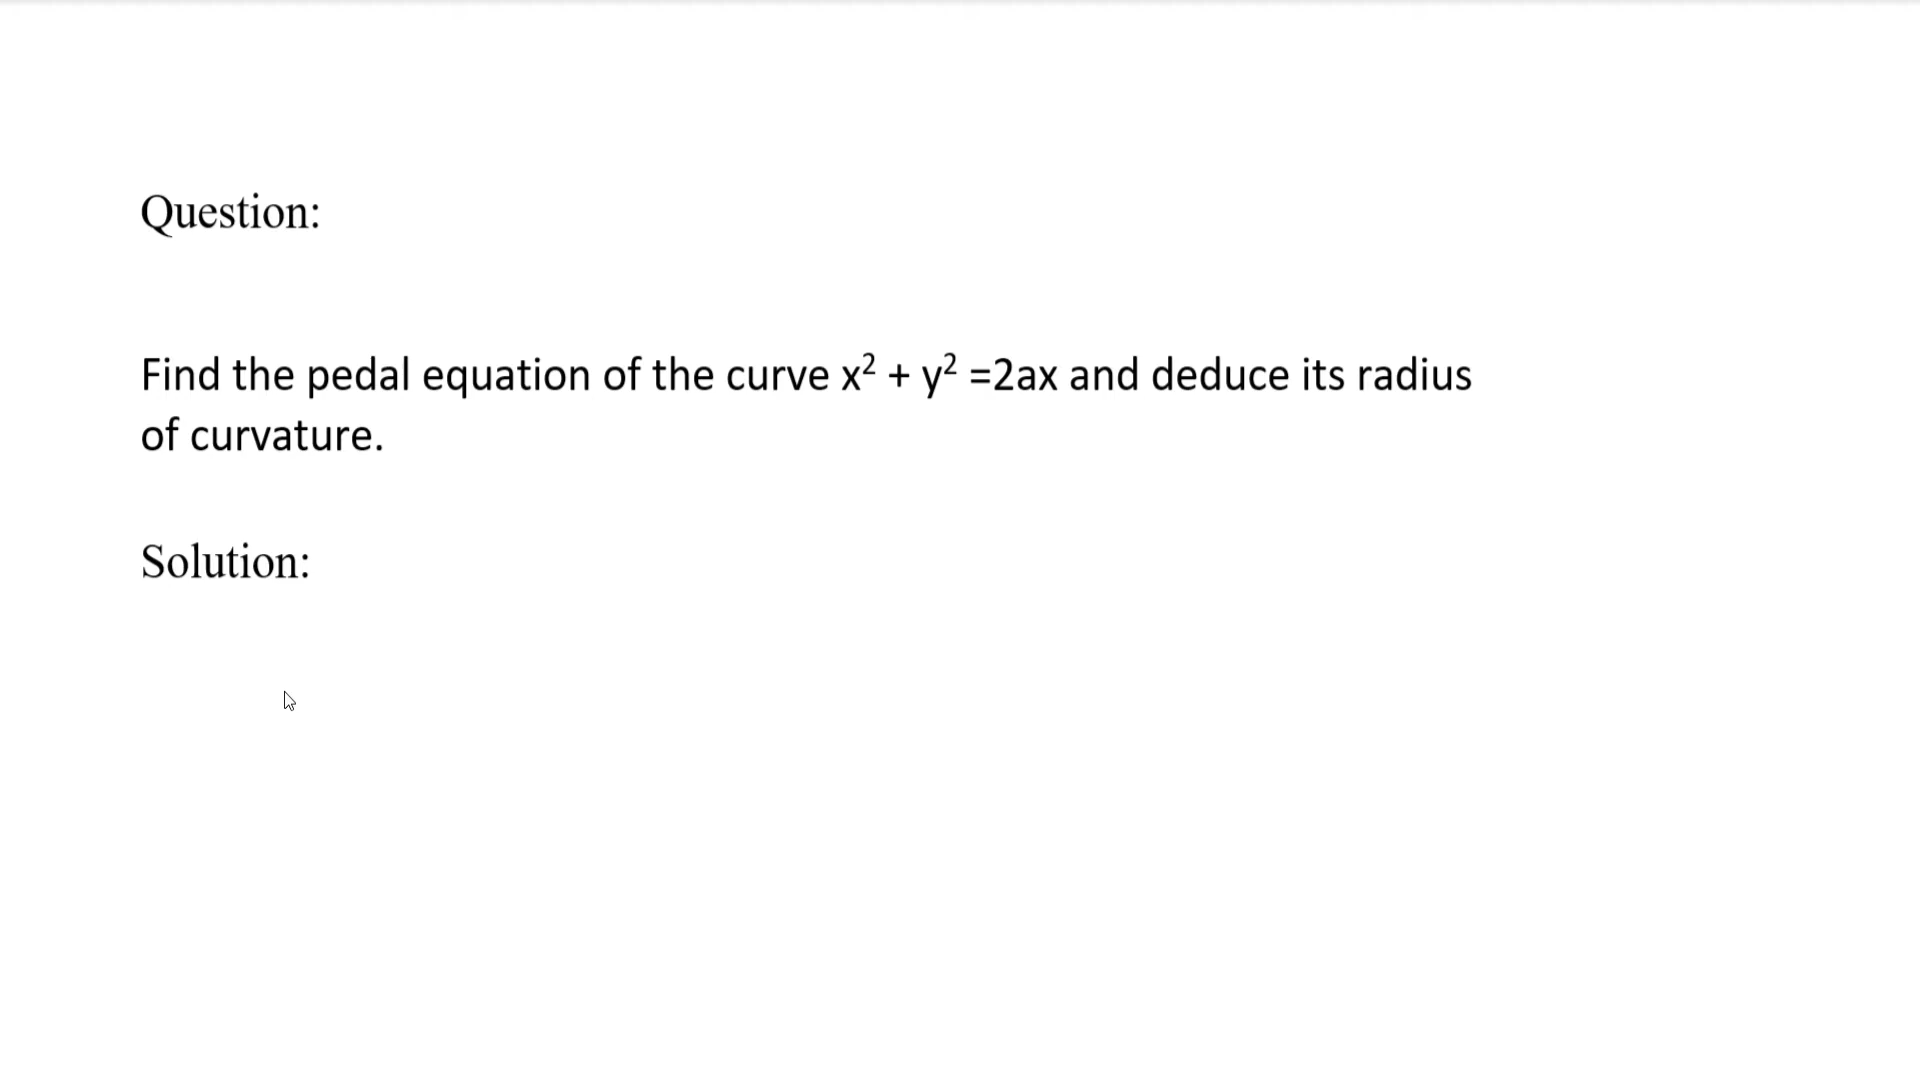 Question:
Find the pedal equation of the curve x² + y² =2ax and deduce its radius
of curvature.
Solution: